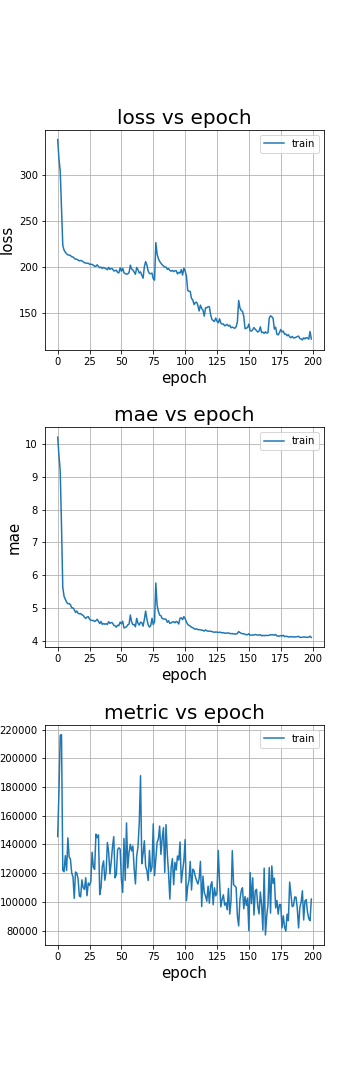 loss vs epoch
train
300
250
200
150
loss
0 25 50 75 100 125 150 175 200
epoch
mae vs epoch
train
10
9
8
7
6
5
4
mae
0 25 50 75 100 125 150 175 200
epoch
metric vs epoch
train
220000
200000
180000
160000
140000
120000
100000
80000
0 25 50 75 100 125 150 175 200
epoch